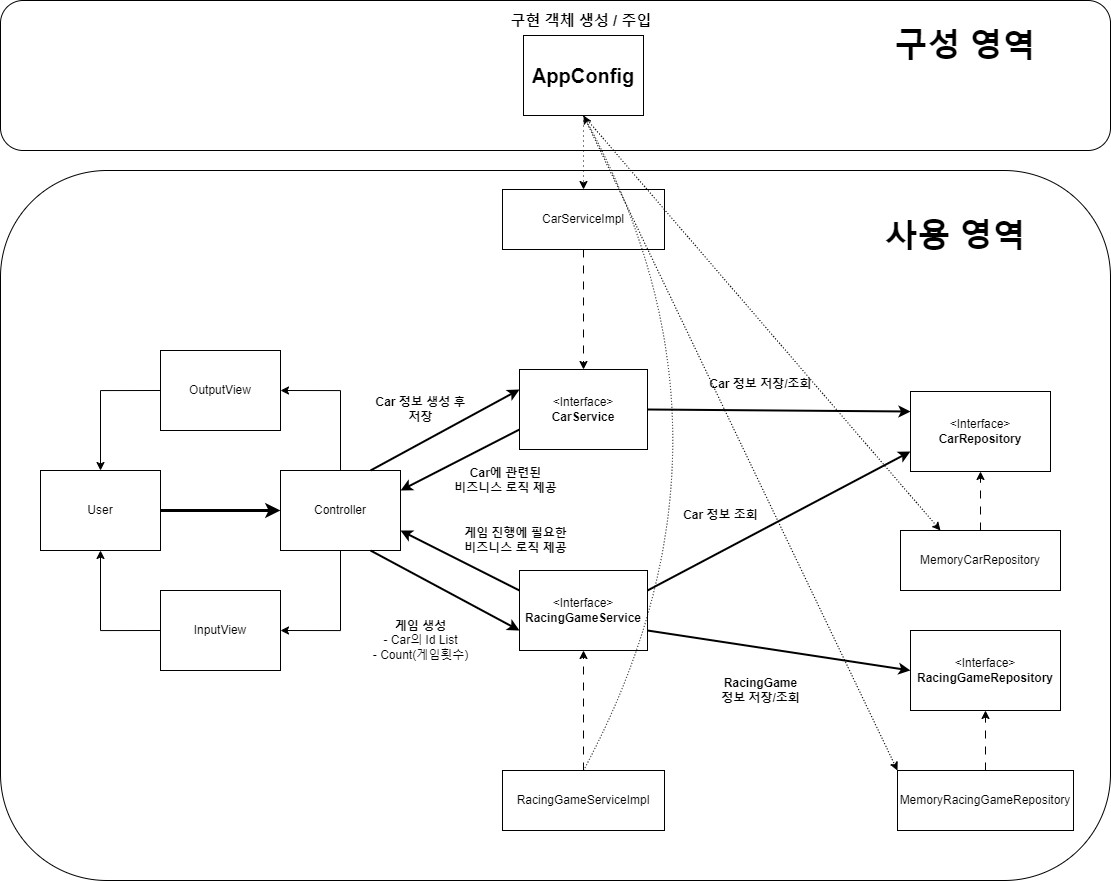 구현 객체 생성 / 주입
구성 영역
AppConfig
CarServiceImpl
사용 영역
OutputView
Car 정보 생성 후
저장
<Interface>
CarService
Car 정보 저장/조회
<Interface>
CarRepository
Car에 관련된
비즈니스 로직 제공
User
Controller
Car 정보 조회
게임 진행에 필요한
비즈니스 로직 제공
MemoryCarRepository
InputView
<Interface>
RacingGameService
게임 생성
- Car의 Id List
- Count(게임횟수)
<Interface>
RacingGameRepository
RacingGame
정보 저장/조회
RacingGameServiceImpl
MemoryRacingGameRepository